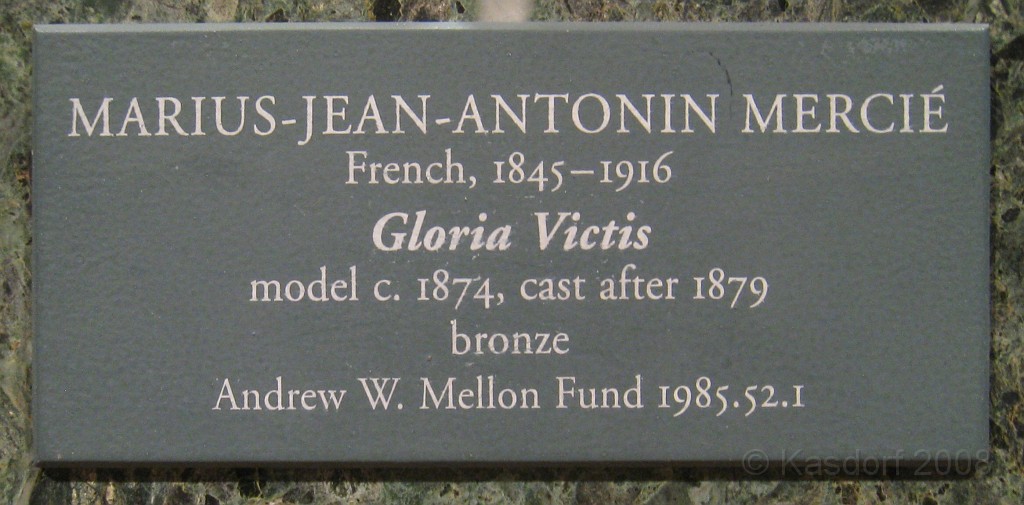 MARIUS-JEAN-ANTONIN MERCIÉ
French, 1845–1916
Gloria Victis
model c. 1874, cast after 1879
bronze
Andrew W. Mellon Fund 1985.52.1
© Kasdorf 2008